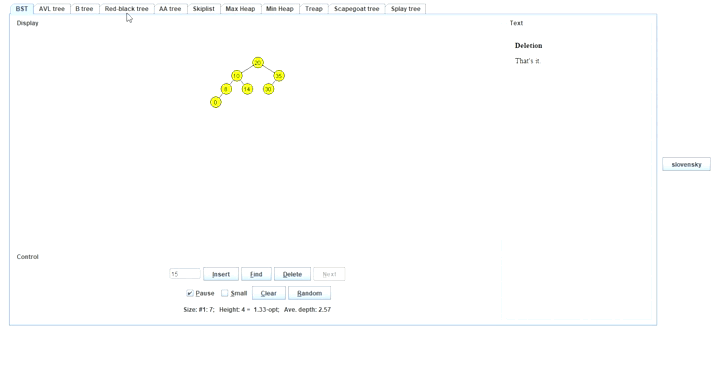 BST AVL tree B tree Red-black tree AA tree Skiplist Max Heap Min Heap Treap Scapegoat tree Splay tree
Display
Text
Deletion
That's it.
20
10 35
8 14 30
0
slovensky
Control
15 Insert Find Delete Next
Pause Small Clear Random
Size: #1: 7; Height: 4 = 1.33-opt; Ave. depth: 2.57